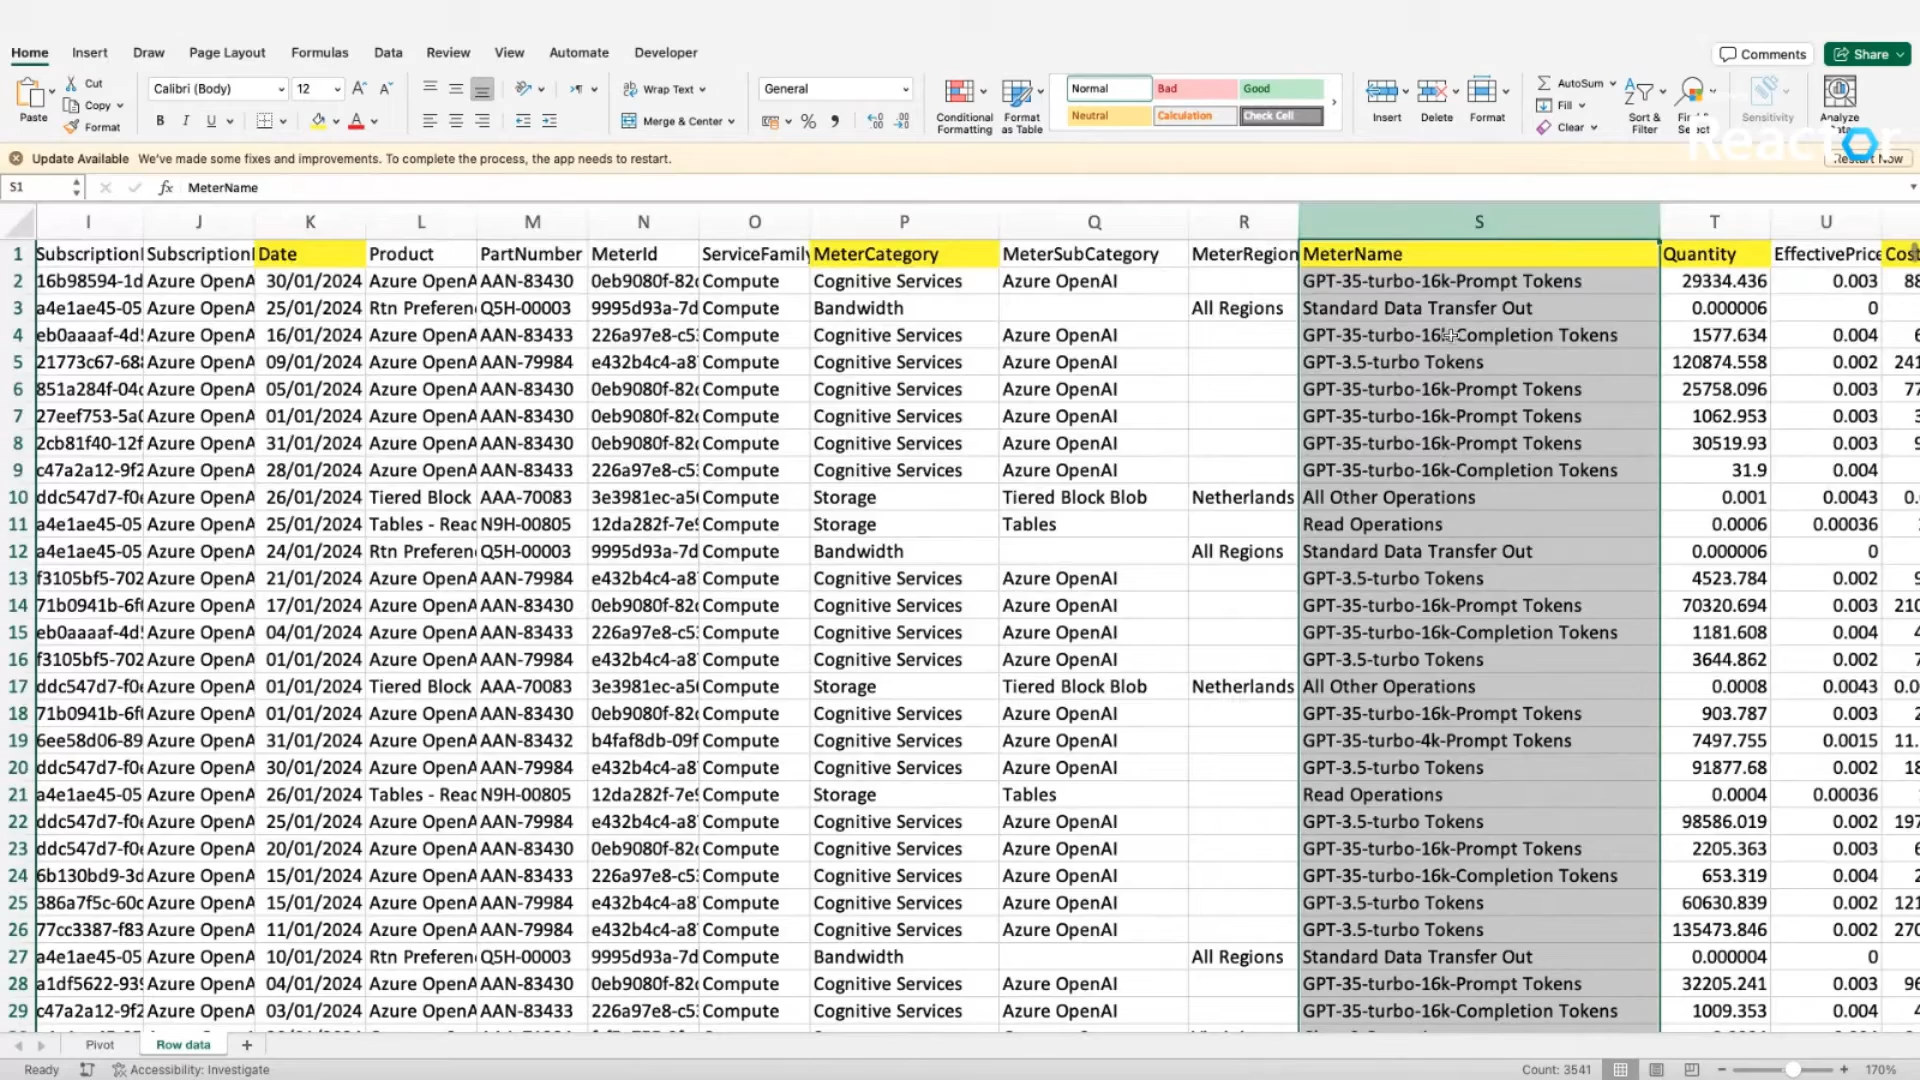 Home Insert Draw Page Layout Formulas Data Review View Automate Developer Comments Share
Paste Cut Copy Format Calibri (Body) 12 Wrap Text Merge & Center General Conditional Formatting Format as Table Normal Bad Good Neutral Calculation Check Cell Insert Delete Format AutoSum Fill Clear Sort & Filter Find & Select Sensitivity Analyze
Reactor
Update Available We've made some fixes and improvements. To complete the process, the app needs to restart. Restart Now
S1 fx MeterName
I J K L M N O P Q R S T U
1 Date Product PartNumber MeterId MeterCategory MeterSubCategory MeterRegion MeterName Quantity EffectivePrice
2 16b98594-1d Azure OpenA 30/01/2024 Azure OpenA AAN-83430 0eb9080f-82 Compute Cognitive Services Azure OpenAI GPT-35-turbo-16k-Prompt Tokens 29334.436 0.003
3 a4e1ae45-05 Azure OpenA 25/01/2024 Rtn Preferen Q5H-00003 9995d93a-7d Compute Bandwidth All Regions Standard Data Transfer Out 0.000006 0
4 eb0aaaaf-4d Azure OpenA 16/01/2024 Azure OpenA AAN-83433 226a97e8-c5 Compute Cognitive Services Azure OpenAI GPT-35-turbo-16k-Completion Tokens 1577.634 0.004
5 21773c67-68 Azure OpenA 09/01/2024 Azure OpenA AAN-79984 e432b4c4-a8 Compute Cognitive Services Azure OpenAI GPT-3.5-turbo Tokens 120874.558 0.002 241
6 851a284f-04 Azure OpenA 05/01/2024 Azure OpenA AAN-83430 0eb9080f-82 Compute Cognitive Services Azure OpenAI GPT-35-turbo-16k-Prompt Tokens 25758.096 0.003 77
7 27eef753-5a Azure OpenA 01/01/2024 Azure OpenA AAN-83430 0eb9080f-82 Compute Cognitive Services Azure OpenAI GPT-35-turbo-16k-Prompt Tokens 1062.953 0.003
8 2cb81f40-12f Azure OpenA 31/01/2024 Azure OpenA AAN-83430 0eb9080f-82 Compute Cognitive Services Azure OpenAI GPT-35-turbo-16k-Prompt Tokens 30519.93 0.003
9 c47a2a12-9f2 Azure OpenA 28/01/2024 Azure OpenA AAN-83433 226a97e8-c5 Compute Cognitive Services Azure OpenAI GPT-35-turbo-16k-Completion Tokens 31.9 0.004
10 ddc547d7-f0 Azure OpenA 26/01/2024 Tiered Block AAA-70083 3e3981ec-a5 Compute Storage Tiered Block Blob Netherlands All Other Operations 0.001 0.0043
11 a4e1ae45-05 Azure OpenA 25/01/2024 Tables - Read N9H-00805 12da282f-7e Compute Storage Tables Read Operations 0.0006 0.00036
12 a4e1ae45-05 Azure OpenA 24/01/2024 Rtn Preferen Q5H-00003 9995d93a-7d Compute Bandwidth All Regions Standard Data Transfer Out 0.000006 0
13 f3105bf5-702 Azure OpenA 21/01/2024 Azure OpenA AAN-79984 e432b4c4-a8 Compute Cognitive Services Azure OpenAI GPT-3.5-turbo Tokens 4523.784 0.002
14 71b0941b-6f Azure OpenA 17/01/2024 Azure OpenA AAN-83430 0eb9080f-82 Compute Cognitive Services Azure OpenAI GPT-35-turbo-16k-Prompt Tokens 70320.694 0.003 210
15 eb0aaaaf-4d Azure OpenA 04/01/2024 Azure OpenA AAN-83433 226a97e8-c5 Compute Cognitive Services Azure OpenAI GPT-35-turbo-16k-Completion Tokens 1181.608 0.004
16 f3105bf5-702 Azure OpenA 01/01/2024 Azure OpenA AAN-79984 e432b4c4-a8 Compute Cognitive Services Azure OpenAI GPT-3.5-turbo Tokens 3644.862 0.002
17 ddc547d7-f0 Azure OpenA 01/01/2024 Tiered Block AAA-70083 3e3981ec-a5 Compute Storage Tiered Block Blob Netherlands All Other Operations 0.0008 0.0043
18 71b0941b-6f Azure OpenA 01/01/2024 Azure OpenA AAN-83430 0eb9080f-82 Compute Cognitive Services Azure OpenAI GPT-35-turbo-16k-Prompt Tokens 903.787 0.003
19 6ee58d06-89 Azure OpenA 31/01/2024 Azure OpenA AAN-83432 b4faf8db-09f Compute Cognitive Services Azure OpenAI GPT-35-turbo-4k-Prompt Tokens 7497.755 0.0015 11.
20 ddc547d7-f0 Azure OpenA 30/01/2024 Azure OpenA AAN-79984 e432b4c4-a8 Compute Cognitive Services Azure OpenAI GPT-3.5-turbo Tokens 91877.68 0.002 18
21 a4e1ae45-05 Azure OpenA 26/01/2024 Tables - Read N9H-00805 12da282f-7e Compute Storage Tables Read Operations 0.0004 0.00036
22 ddc547d7-f0 Azure OpenA 25/01/2024 Azure OpenA AAN-79984 e432b4c4-a8 Compute Cognitive Services Azure OpenAI GPT-3.5-turbo Tokens 98586.019 0.002 197
23 ddc547d7-f0 Azure OpenA 20/01/2024 Azure OpenA AAN-83430 0eb9080f-82 Compute Cognitive Services Azure OpenAI GPT-35-turbo-16k-Prompt Tokens 2205.363 0.003
24 6b130bd9-3d Azure OpenA 15/01/2024 Azure OpenA AAN-83433 226a97e8-c5 Compute Cognitive Services Azure OpenAI GPT-35-turbo-16k-Completion Tokens 653.319 0.004
25 386a7f5c-60 Azure OpenA 15/01/2024 Azure OpenA AAN-79984 e432b4c4-a8 Compute Cognitive Services Azure OpenAI GPT-3.5-turbo Tokens 60630.839 0.002 121
26 77cc3387-f83 Azure OpenA 11/01/2024 Azure OpenA AAN-79984 e432b4c4-a8 Compute Cognitive Services Azure OpenAI GPT-3.5-turbo Tokens 135473.846 0.002 270
27 a4e1ae45-05 Azure OpenA 10/01/2024 Rtn Preferen Q5H-00003 9995d93a-7d Compute Bandwidth All Regions Standard Data Transfer Out 0.000004 0
28 a1df5622-93 Azure OpenA 04/01/2024 Azure OpenA AAN-83430 0eb9080f-82 Compute Cognitive Services Azure OpenAI GPT-35-turbo-16k-Prompt Tokens 32205.241 0.003 96
29 c47a2a12-9f2 Azure OpenA 03/01/2024 Azure OpenA AAN-83433 226a97e8-c5 Compute Cognitive Services Azure OpenAI GPT-35-turbo-16k-Completion Tokens 1009.353 0.004
Pivot Row data +
Ready Accessibility: Investigate Count: 3541 170%